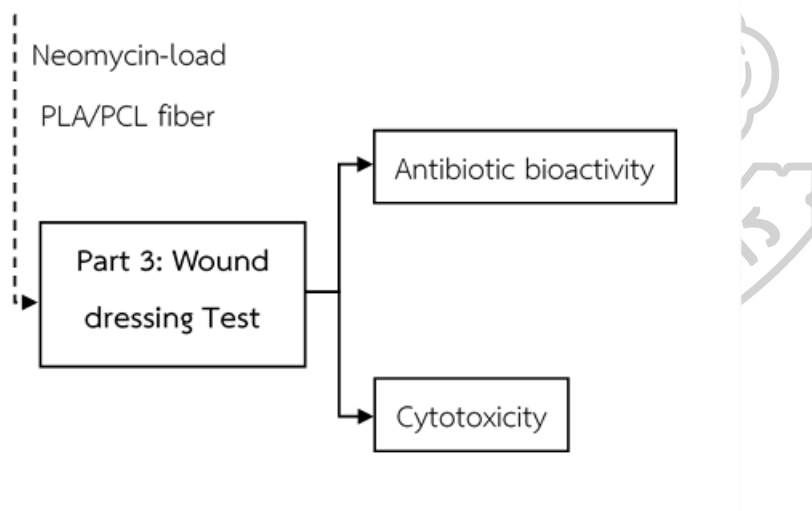 Neomycin-load
PLA/PCL fiber
Antibiotic bioactivity
Part 3: Wound
dressing Test
Cytotoxicity